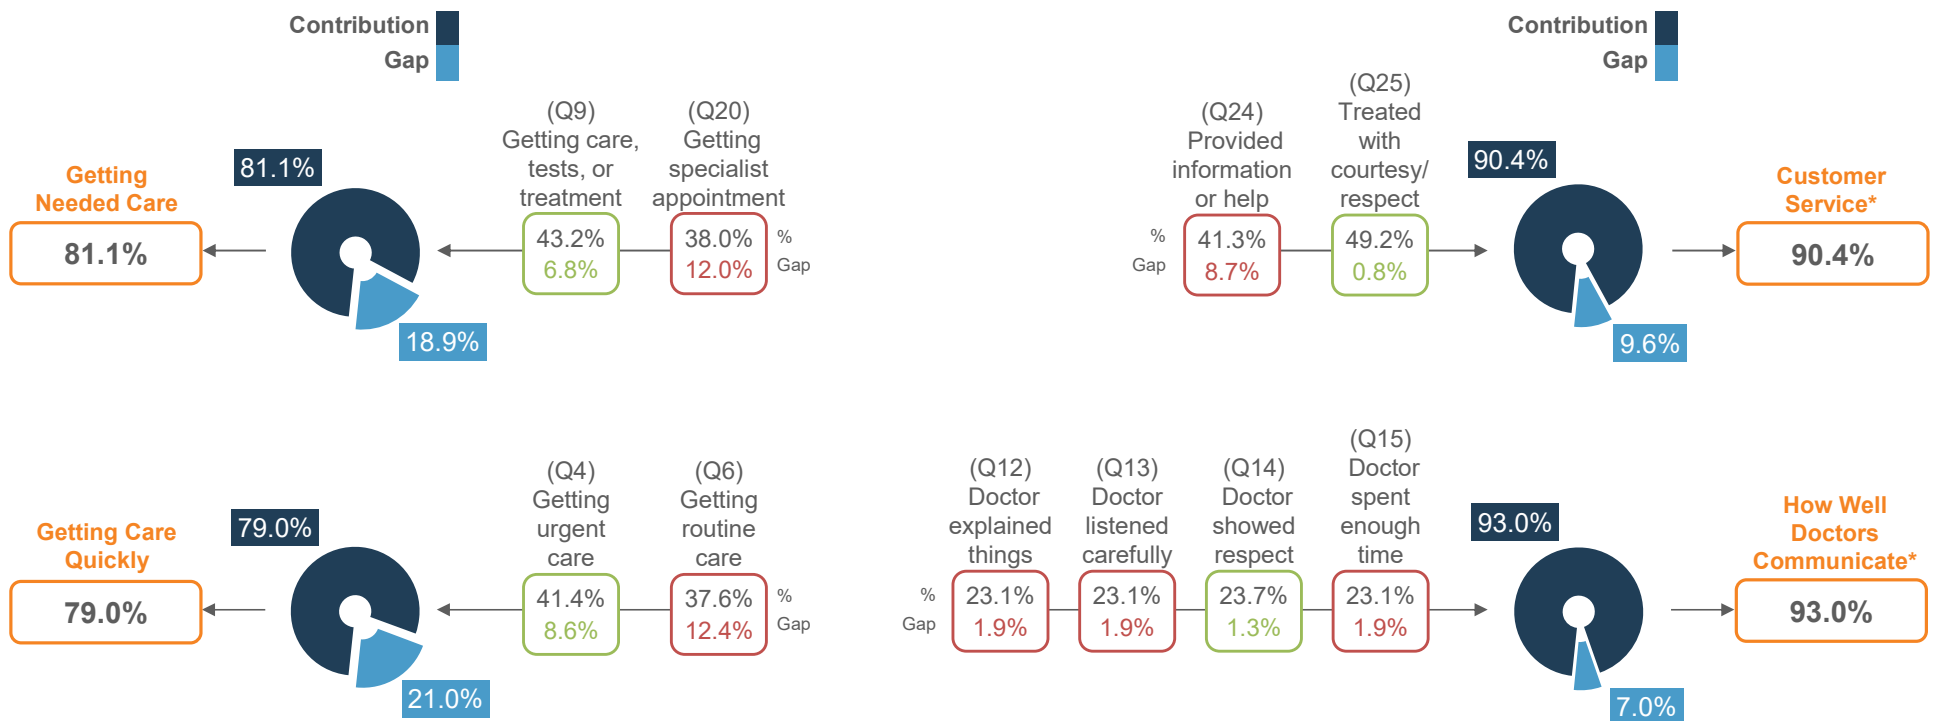 Contribution
Gap
Getting
Needed Care
81.1%
81.1%
18.9%
(Q9)
Getting care,
tests, or
treatment
43.2%
6.8%
(Q20)
Getting
specialist
appointment
38.0%
12.0%
%
Gap
Contribution
Gap
%
Gap
(Q24)
Provided
information
or help
41.3%
8.7%
(Q25)
Treated
with
courtesy/
respect
49.2%
0.8%
90.4%
9.6%
Customer
Service*
90.4%
Getting Care
Quickly
79.0%
79.0%
21.0%
(Q4)
Getting
urgent
care
41.4%
8.6%
(Q6)
Getting
routine
care
37.6%
12.4%
%
Gap
%
Gap
(Q12)
Doctor
explained
things
23.1%
1.9%
(Q13)
Doctor
listened
carefully
23.1%
1.9%
(Q14)
Doctor
showed
respect
23.7%
1.3%
(Q15)
Doctor
spent
enough
time
23.1%
1.9%
93.0%
7.0%
How Well
Doctors
Communicate*
93.0%